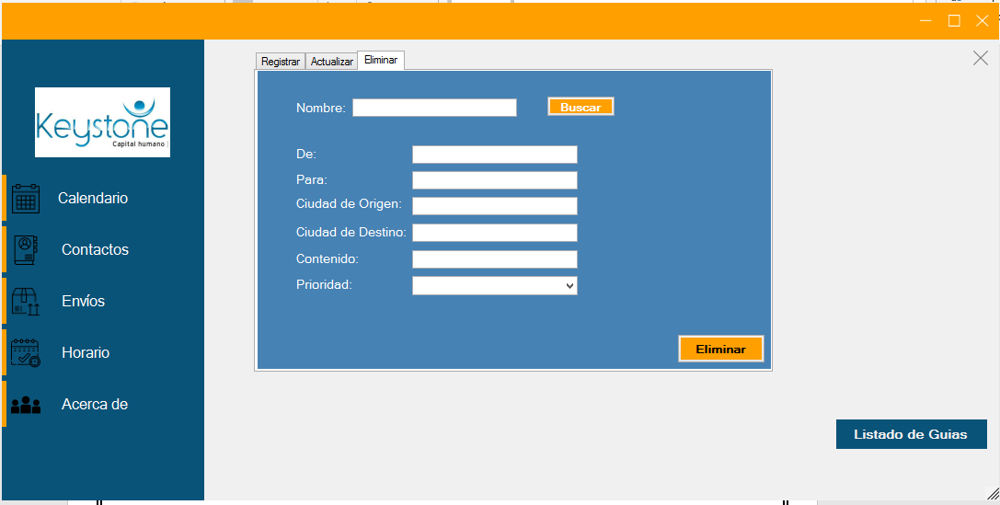 Keystone
Capital humano
Calendario
Contactos
Envíos
Horario
Acerca de
Registrar Actualizar Eliminar
Nombre: Buscar
De:
Para:
Ciudad de Origen:
Ciudad de Destino:
Contenido:
Prioridad:
Eliminar
Listado de Guias